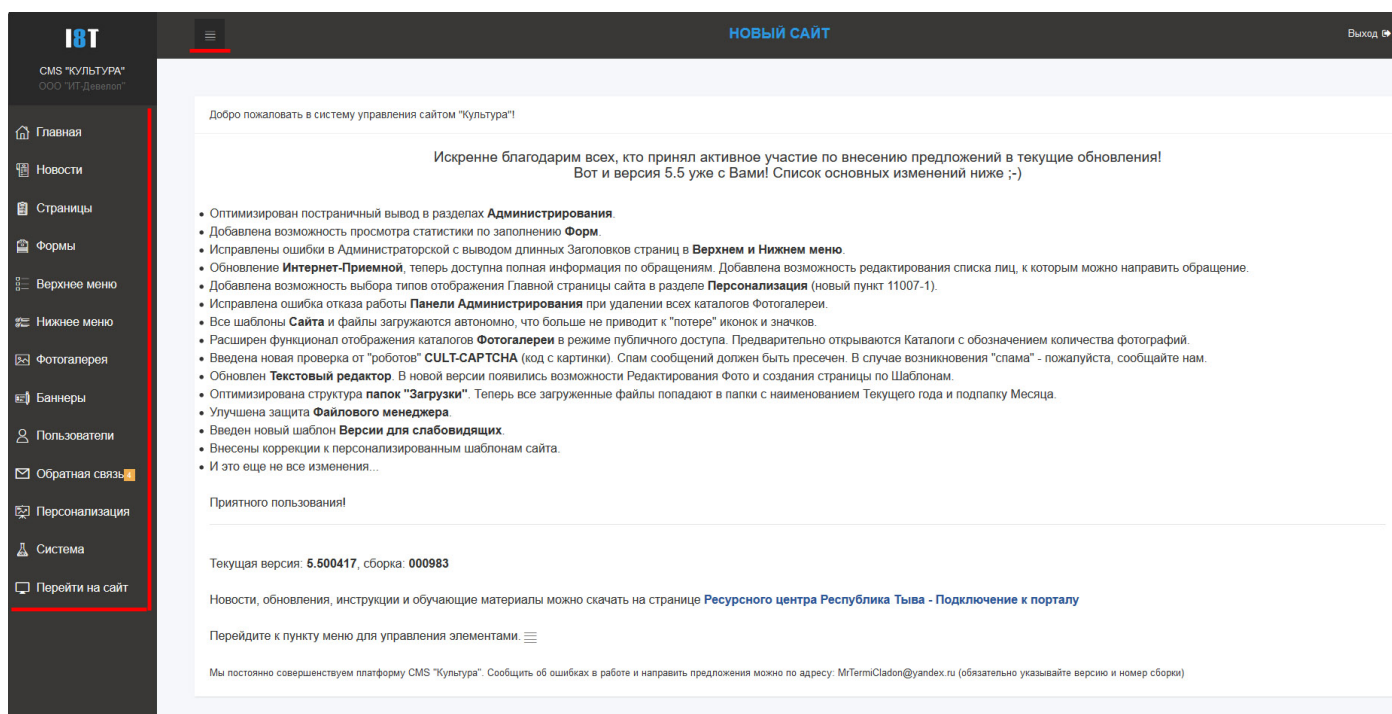 I8T
НОВЫЙ САЙТ
Выход
CMS "КУЛЬТУРА"
ООО "ИТ-Девелоп"
Главная
Новости
Страницы
Формы
Верхнее меню
Нижнее меню
Фотогалерея
Баннеры
Пользователи
Обратная связь 4
Персонализация
Система
Перейти на сайт
Добро пожаловать в систему управления сайтом "Культура"!
Искренне благодарим всех, кто принял активное участие по внесению предложений в текущие обновления!
Вот и версия 5.5 уже с Вами! Список основных изменений ниже ;-)
• Оптимизирован постраничный вывод в разделах Администрирования.
• Добавлена возможность просмотра статистики по заполнению Форм.
• Исправлены ошибки в Администраторской с выводом длинных Заголовков страниц в Верхнем и Нижнем меню.
• Обновление Интернет-Приемной, теперь доступна полная информация по обращениям. Добавлена возможность редактирования списка лиц, к которым можно направить обращение.
• Добавлена возможность выбора типов отображения Главной страницы сайта в разделе Персонализация (новый пункт 11007-1).
• Исправлена ошибка отказа работы Панели Администрирования при удалении всех каталогов Фотогалереи.
• Все шаблоны Сайта и файлы загружаются автономно, что больше не приводит к "потере" иконок и значков.
• Расширен функционал отображения каталогов Фотогалереи в режиме публичного доступа. Предварительно открываются Каталоги с обозначением количества фотографий.
• Введена новая проверка от "роботов" CULT-CAPTCHA (код с картинки). Спам сообщений должен быть пресечен. В случае возникновения "спама" - пожалуйста, сообщайте нам.
• Обновлен Текстовый редактор. В новой версии появились возможности Редактирования Фото и создания страницы по Шаблонам.
• Оптимизирована структура папок "Загрузки". Теперь все загруженные файлы попадают в папки с наименованием Текущего года и подпапку Месяца.
• Улучшена защита Файлового менеджера.
• Введен новый шаблон Версии для слабовидящих.
• Внесены коррекции к персонализированным шаблонам сайта.
• И это еще не все изменения...
Приятного пользования!
Текущая версия: 5.500417, сборка: 000983
Новости, обновления, инструкции и обучающие материалы можно скачать на странице Ресурсного центра Республика Тыва - Подключение к порталу
Перейдите к пункту меню для управления элементами.
Мы постоянно совершенствуем платформу CMS "Культура". Сообщить об ошибках в работе и направить предложения можно по адресу: MrTermiCladon@yandex.ru (обязательно указывайте версию и номер сборки)